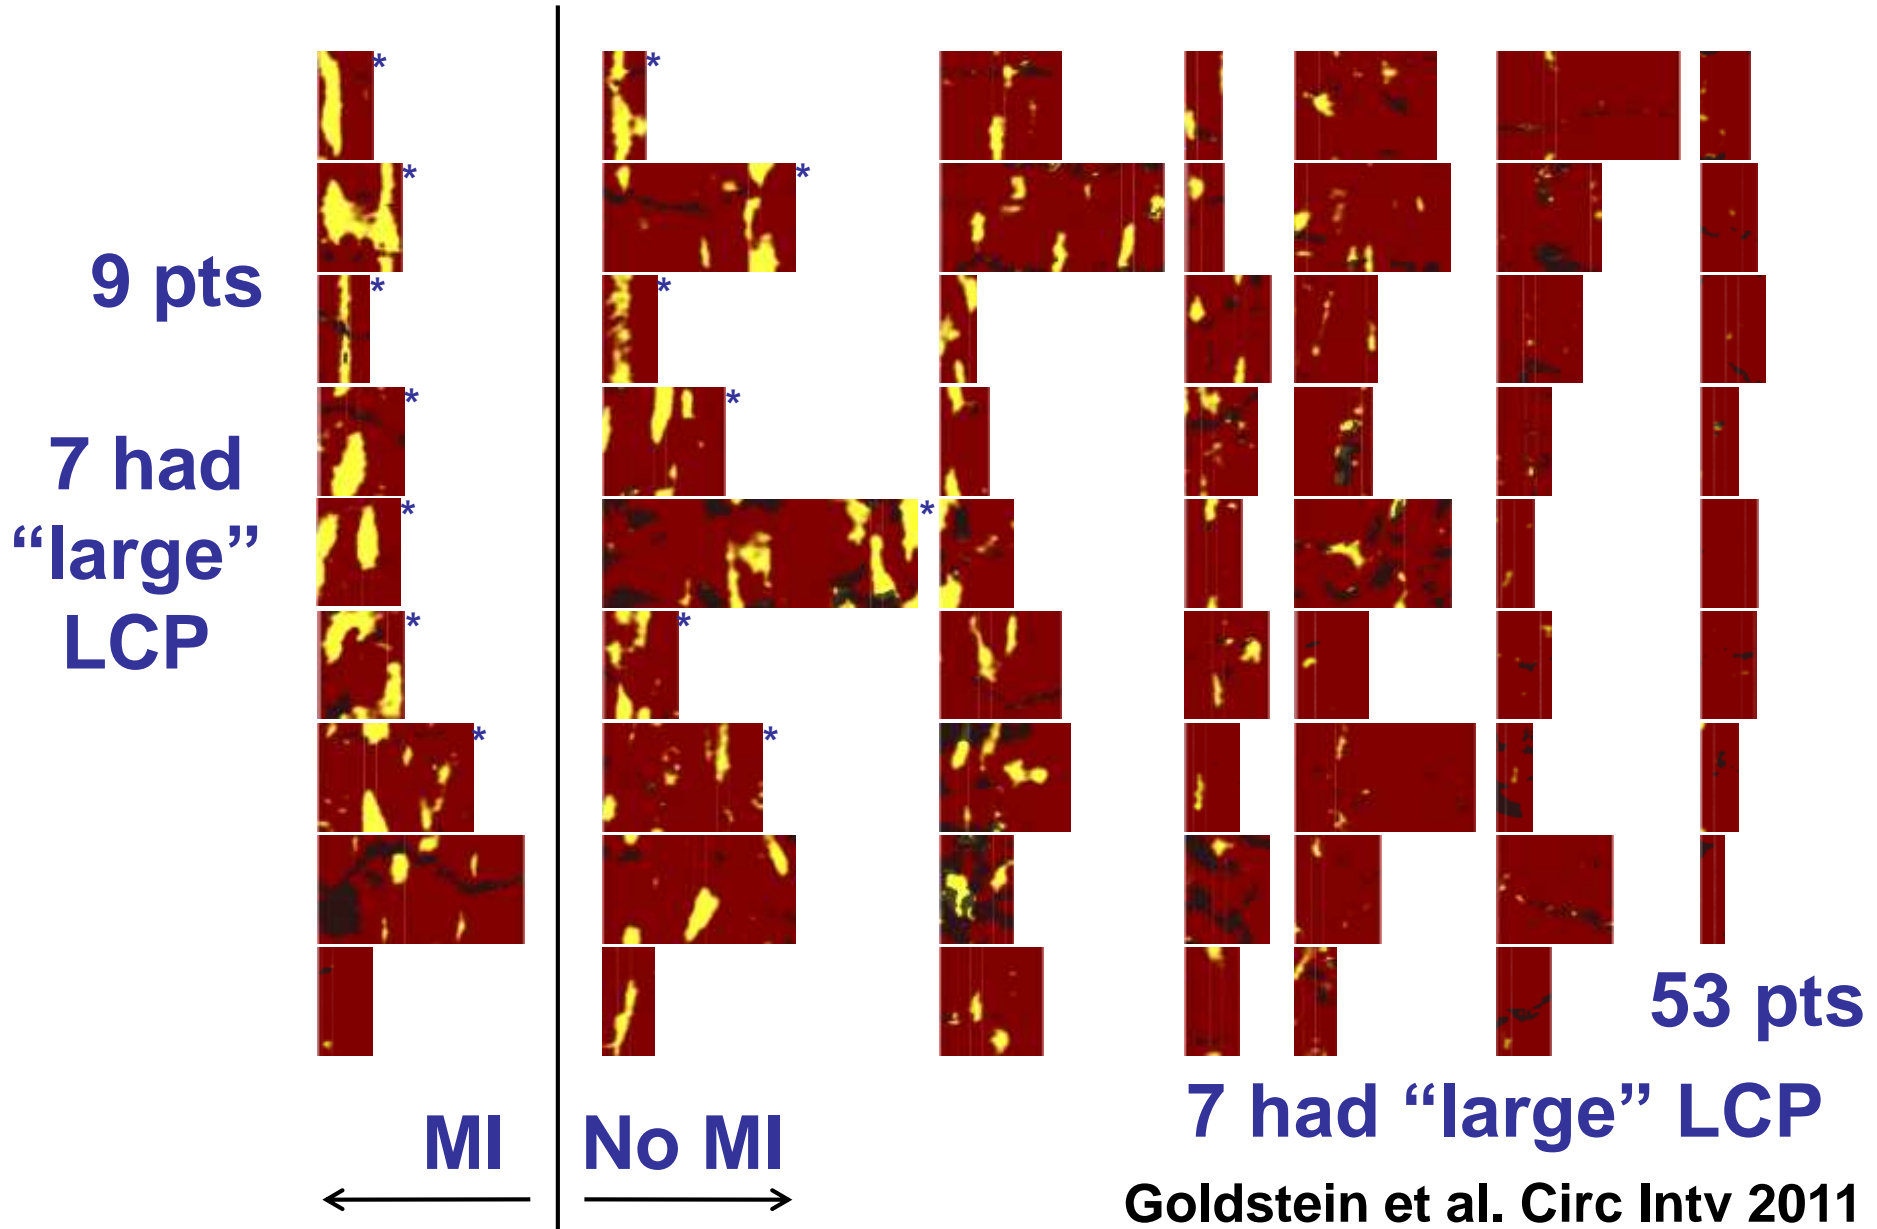 9 pts
7 had
“large”
LCP
* * * * * * *
* * * * * * *
53 pts
7 had “large” LCP
MI
No MI
Goldstein et al. Circ Intv 2011